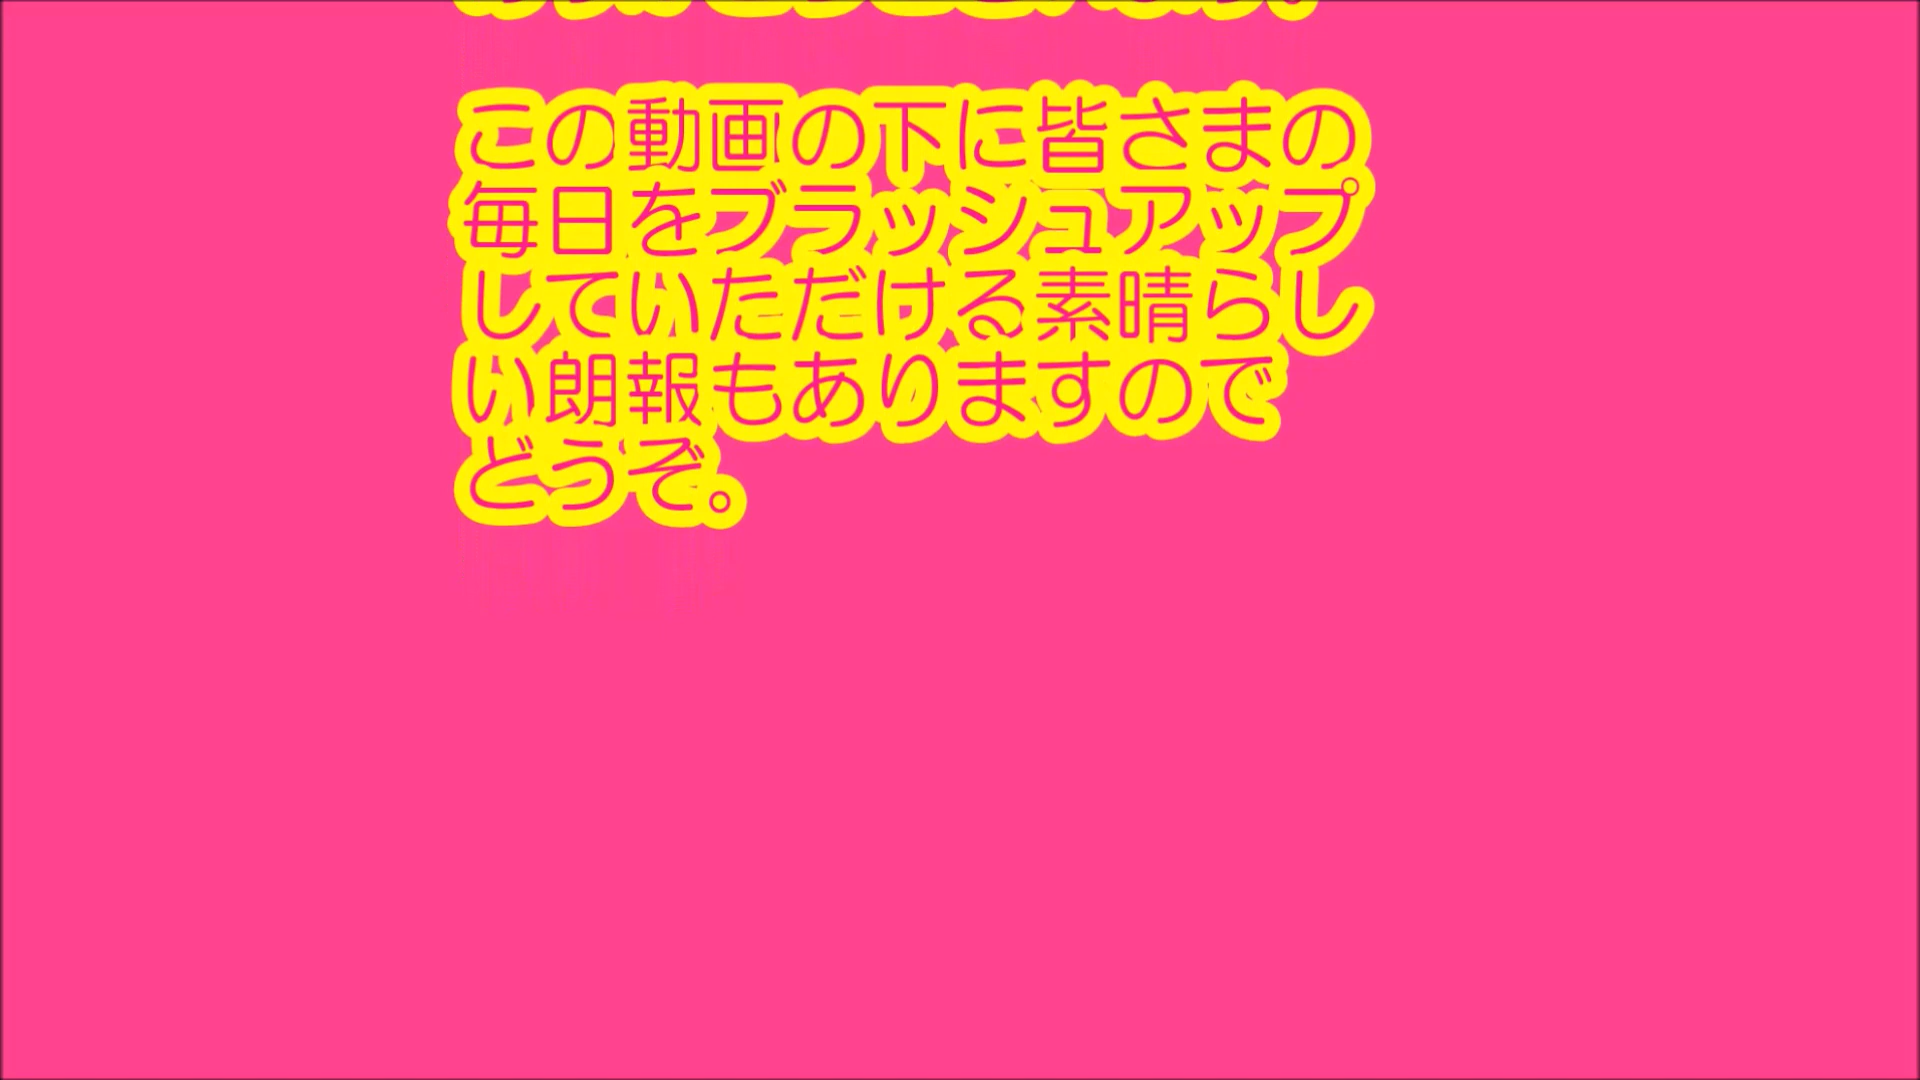 この動画の下に皆さまの
毎日をブラッシュアップ
していただける素晴らし
い朗報もありますので
どうぞ。